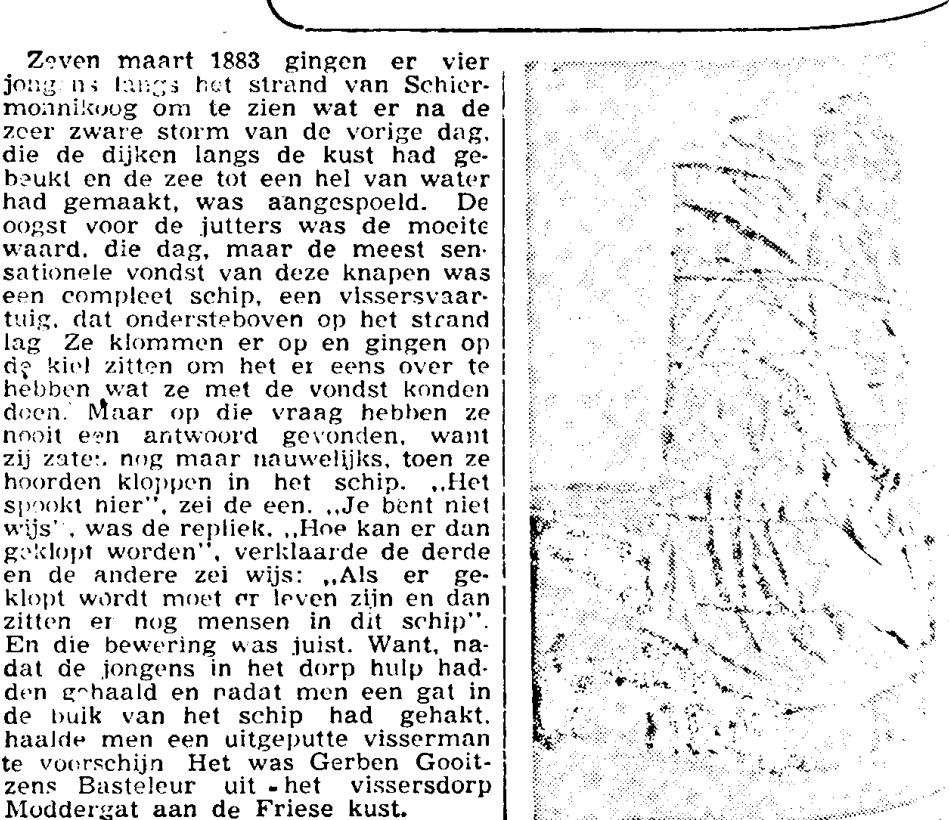 Zeven maart 1883 gingen er vier
jongens langs het strand van Schier-
monnikoog om te zien wat er na de
zeer zware storm van de vorige dag,
die de dijken langs de kust had ge-
beukt en de zee tot een hel van water
had gemaakt, was aangespoeld. De
oogst voor de jutters was de moeite
waard, die dag, maar de meest sen-
sationele vondst van deze knapen was
een compleet schip, een vissersvaar-
tuig, dat ondersteboven op het strand
lag Ze klommen er op en gingen op
de kiel zitten om het er eens over te
hebben wat ze met de vondst konden
doen. Maar op die vraag hebben ze
nooit een antwoord gevonden, want
zij zaten nog maar nauwelijks, toen ze
hoorden kloppen in het schip. „Het
spookt hier”, zei de een. „Je bent niet
wijs”, was de repliek. „Hoe kan er dan
geklopt worden”, verklaarde de derde
en de andere zei wijs: „Als er ge-
klopt wordt moet er leven zijn en dan
zitten er nog mensen in dit schip”.
En die bewering was juist. Want, na-
dat de jongens in het dorp hulp had-
den gehaald en nadat men een gat in
de buik van het schip had gehakt,
haalde men een uitgeputte visserman
te voorschijn Het was Gerben Gooit-
zens Basteleur uit het vissersdorp
Moddergat aan de Friese kust.